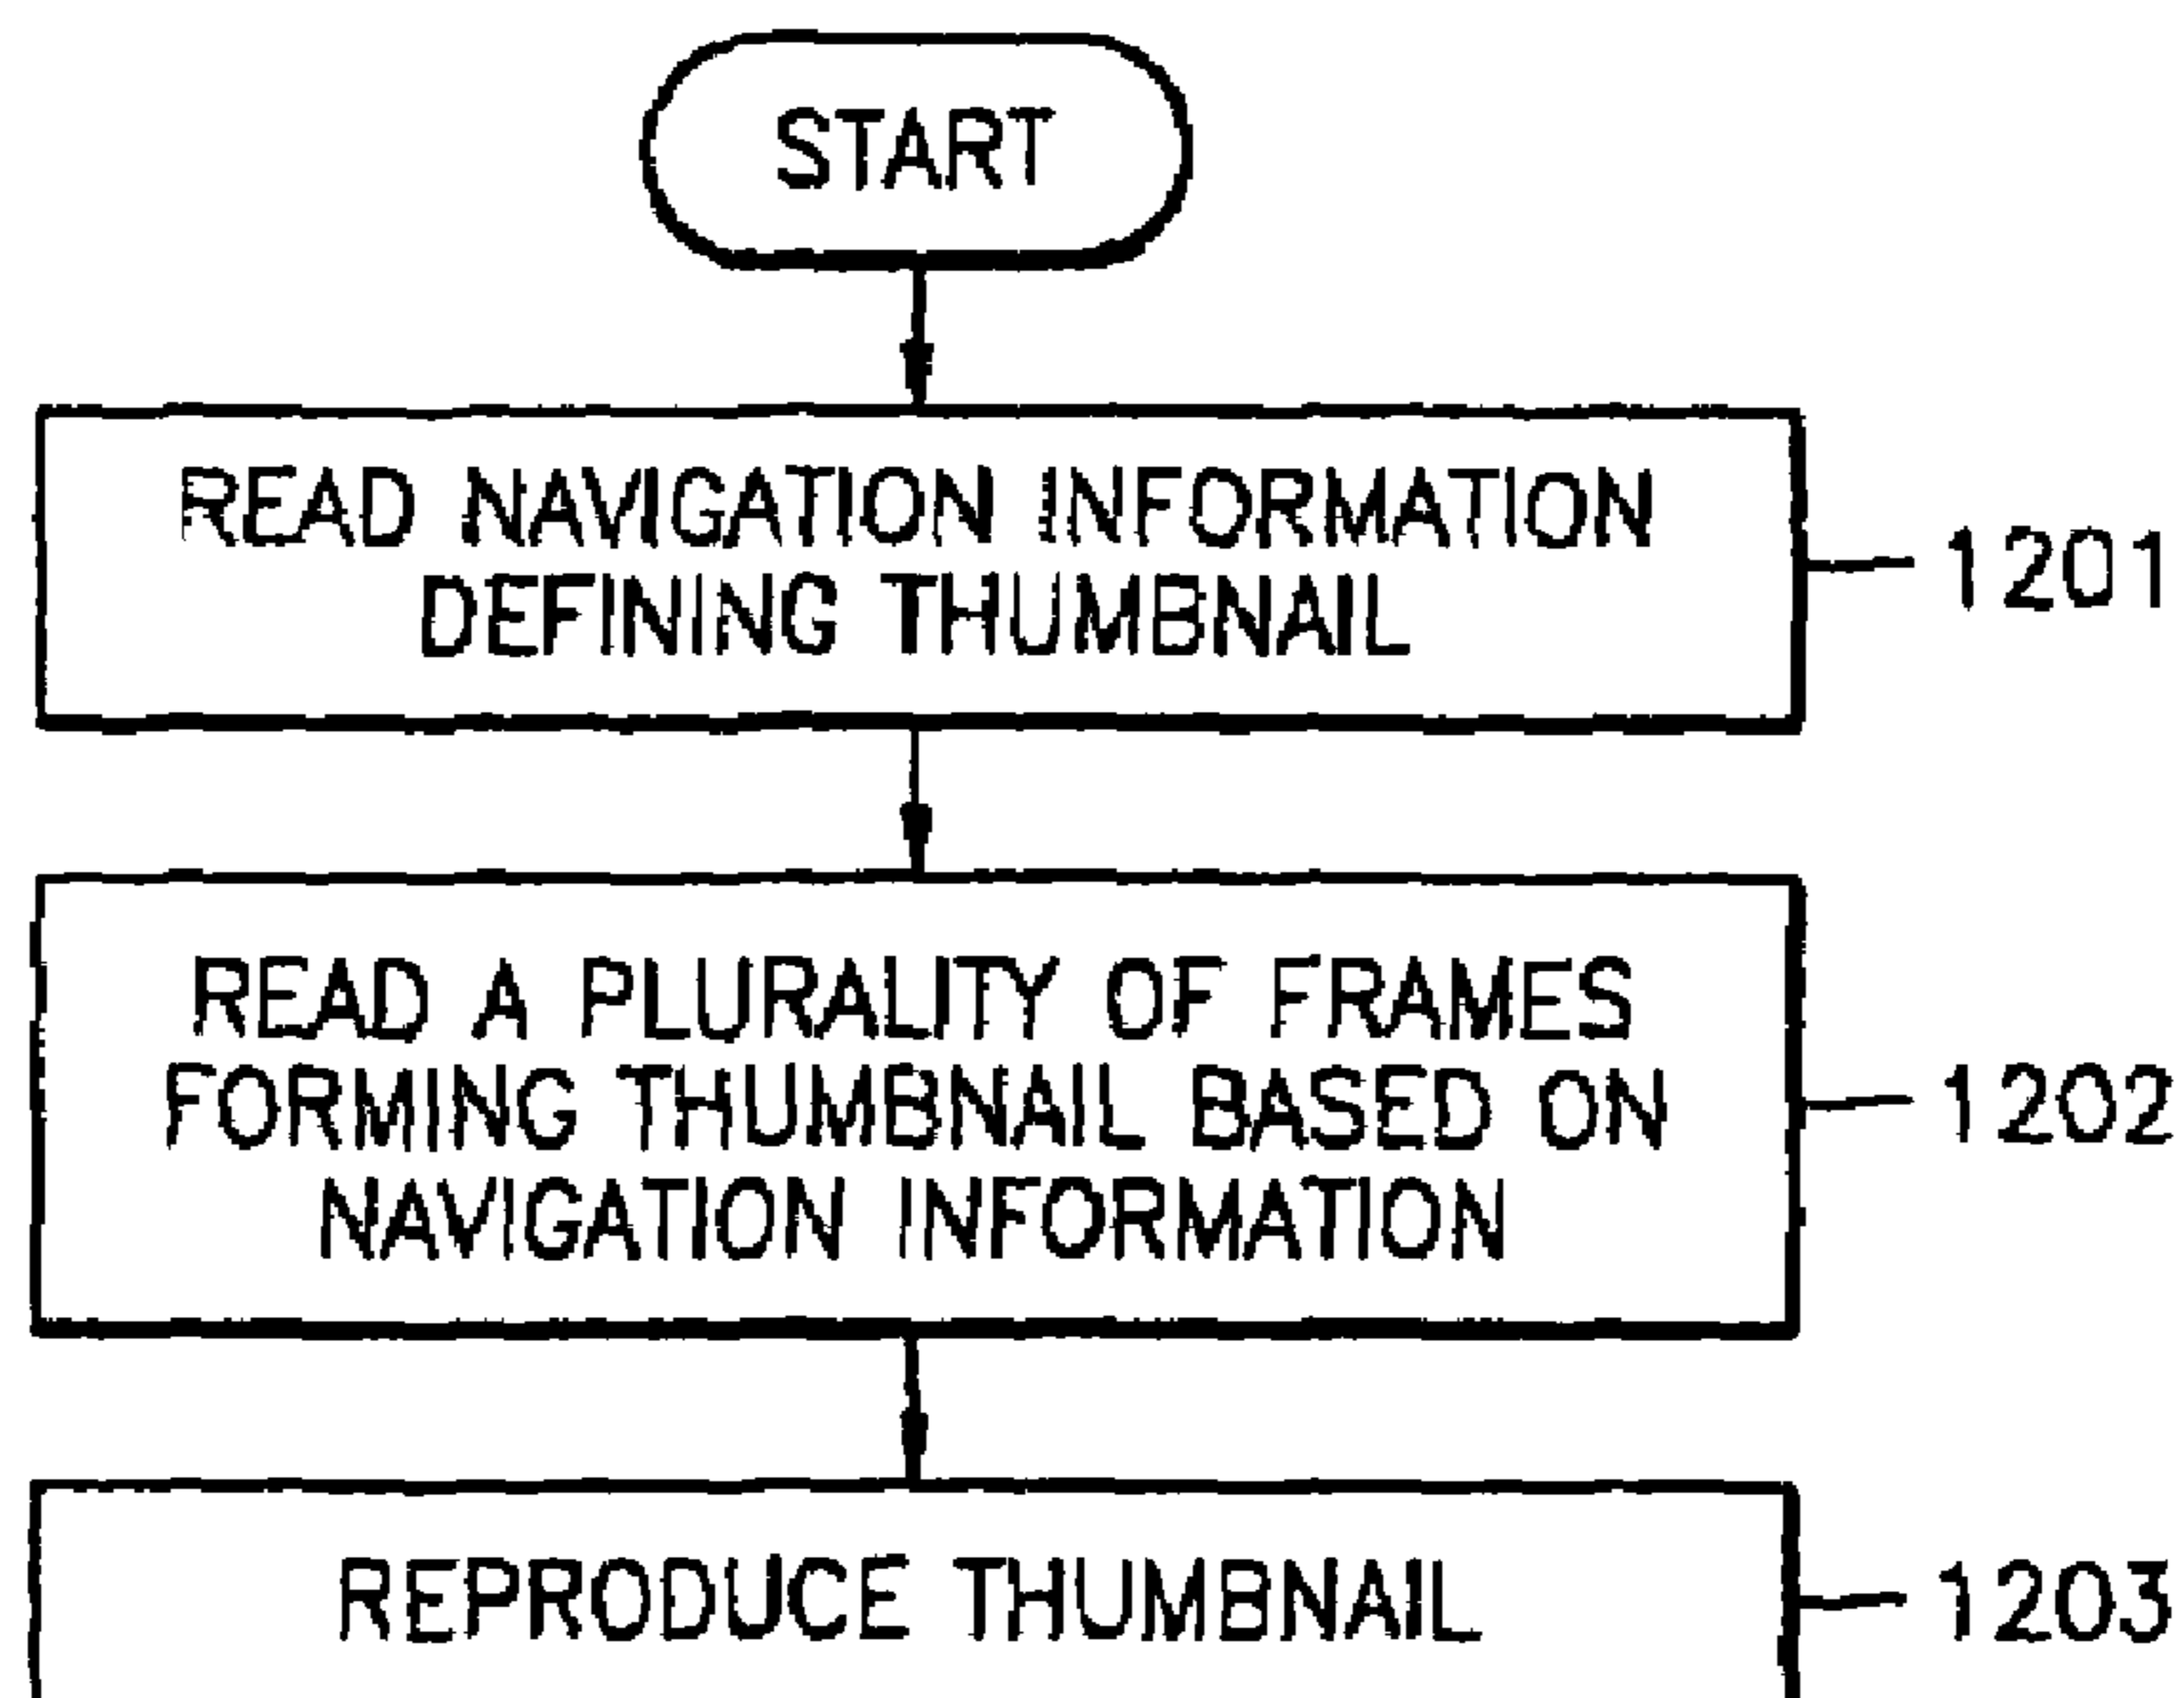 START
READ NAVIGATION INFORMATION
DEFINING THUMBNAIL
1201
READ A PLURALITY OF FRAMES
FORMING THUMBNAIL BASED ON
NAVIGATION INFORMATION
1202
REPRODUCE THUMBNAIL
1203